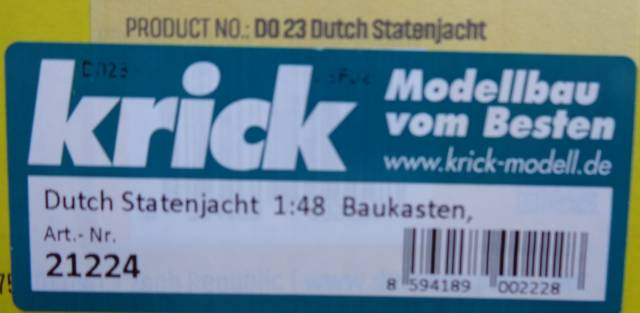 PRODUCT NO.: DO 23 Dutch Statenjacht
krick
Modellbau
vom Besten
www.krick-modell.de
Dutch Statenjacht 1:48 Baukasten,
Art.- Nr.
21224
8 594189 002228